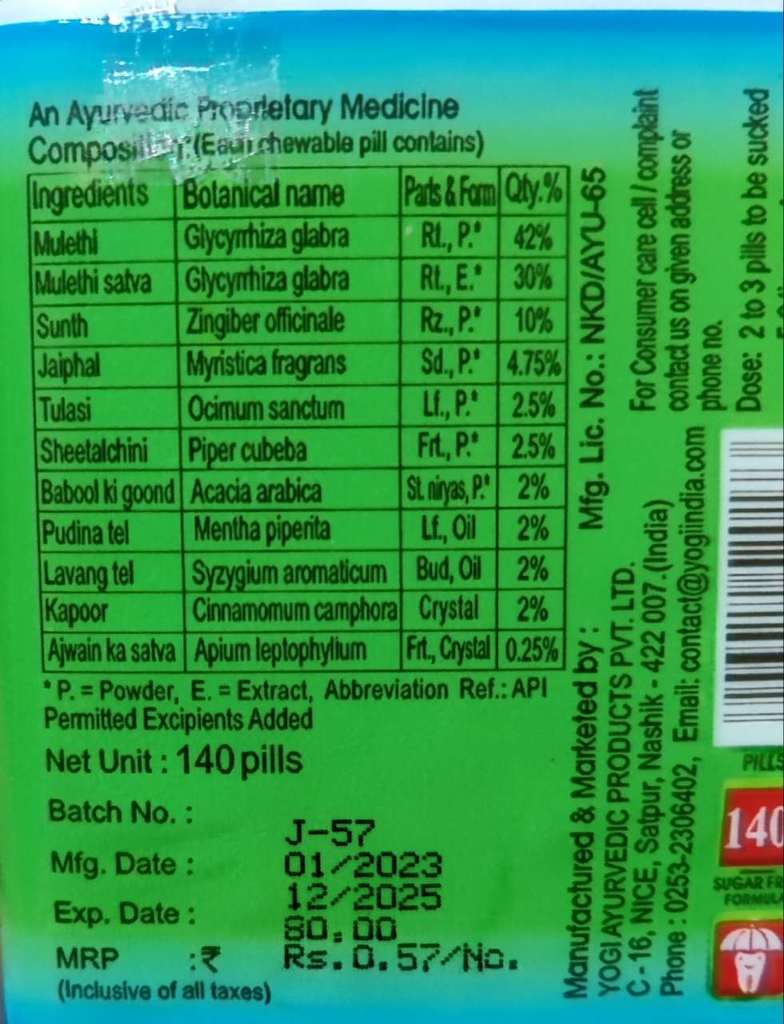 An Ayurvedic Proprietary Medicine
Composition:(Each chewable pill contains)
Ingredients Botanical name Parts & Form Qty.%
Mulethi Glycyrrhiza glabra Rt., P.* 42%
Mulethi satva Glycyrrhiza glabra Rt., E.* 30%
Sunth Zingiber officinale Rz., P.* 10%
Jaiphal Myristica fragrans Sd., P.* 4.75%
Tulasi Ocimum sanctum Lf., P.* 2.5%
Sheetalchini Piper cubeba Frt., P.* 2.5%
Babool ki goond Acacia arabica St. niryas, P.* 2%
Pudina tel Mentha piperita Lf., Oil 2%
Lavang tel Syzygium aromaticum Bud, Oil 2%
Kapoor Cinnamomum camphora Crystal 2%
Ajwain ka satva Apium leptophyllum Frt., Crystal 0.25%
* P. = Powder, E. = Extract, Abbreviation Ref.: API
Permitted Excipients Added
Net Unit : 140 pills
Batch No. : J-57
Mfg. Date : 01/2023
Exp. Date : 12/2025
MRP :₹ 80.00
Rs.0.57/No.
(Inclusive of all taxes)
Manufactured & Marketed by : Mfg. Lic. No.: NKD/AYU-65
YOGI AYURVEDIC PRODUCTS PVT. LTD.
C-16, NICE, Satpur, Nashik - 422 007.(India)
Phone : 0253-2306402, Email: contact@yogiindia.com
For Consumer care cell / complaint
contact us on given address or
phone no.
Dose: 2 to 3 pills to be sucked
PILLS
140
SUGAR FR
FORMULA